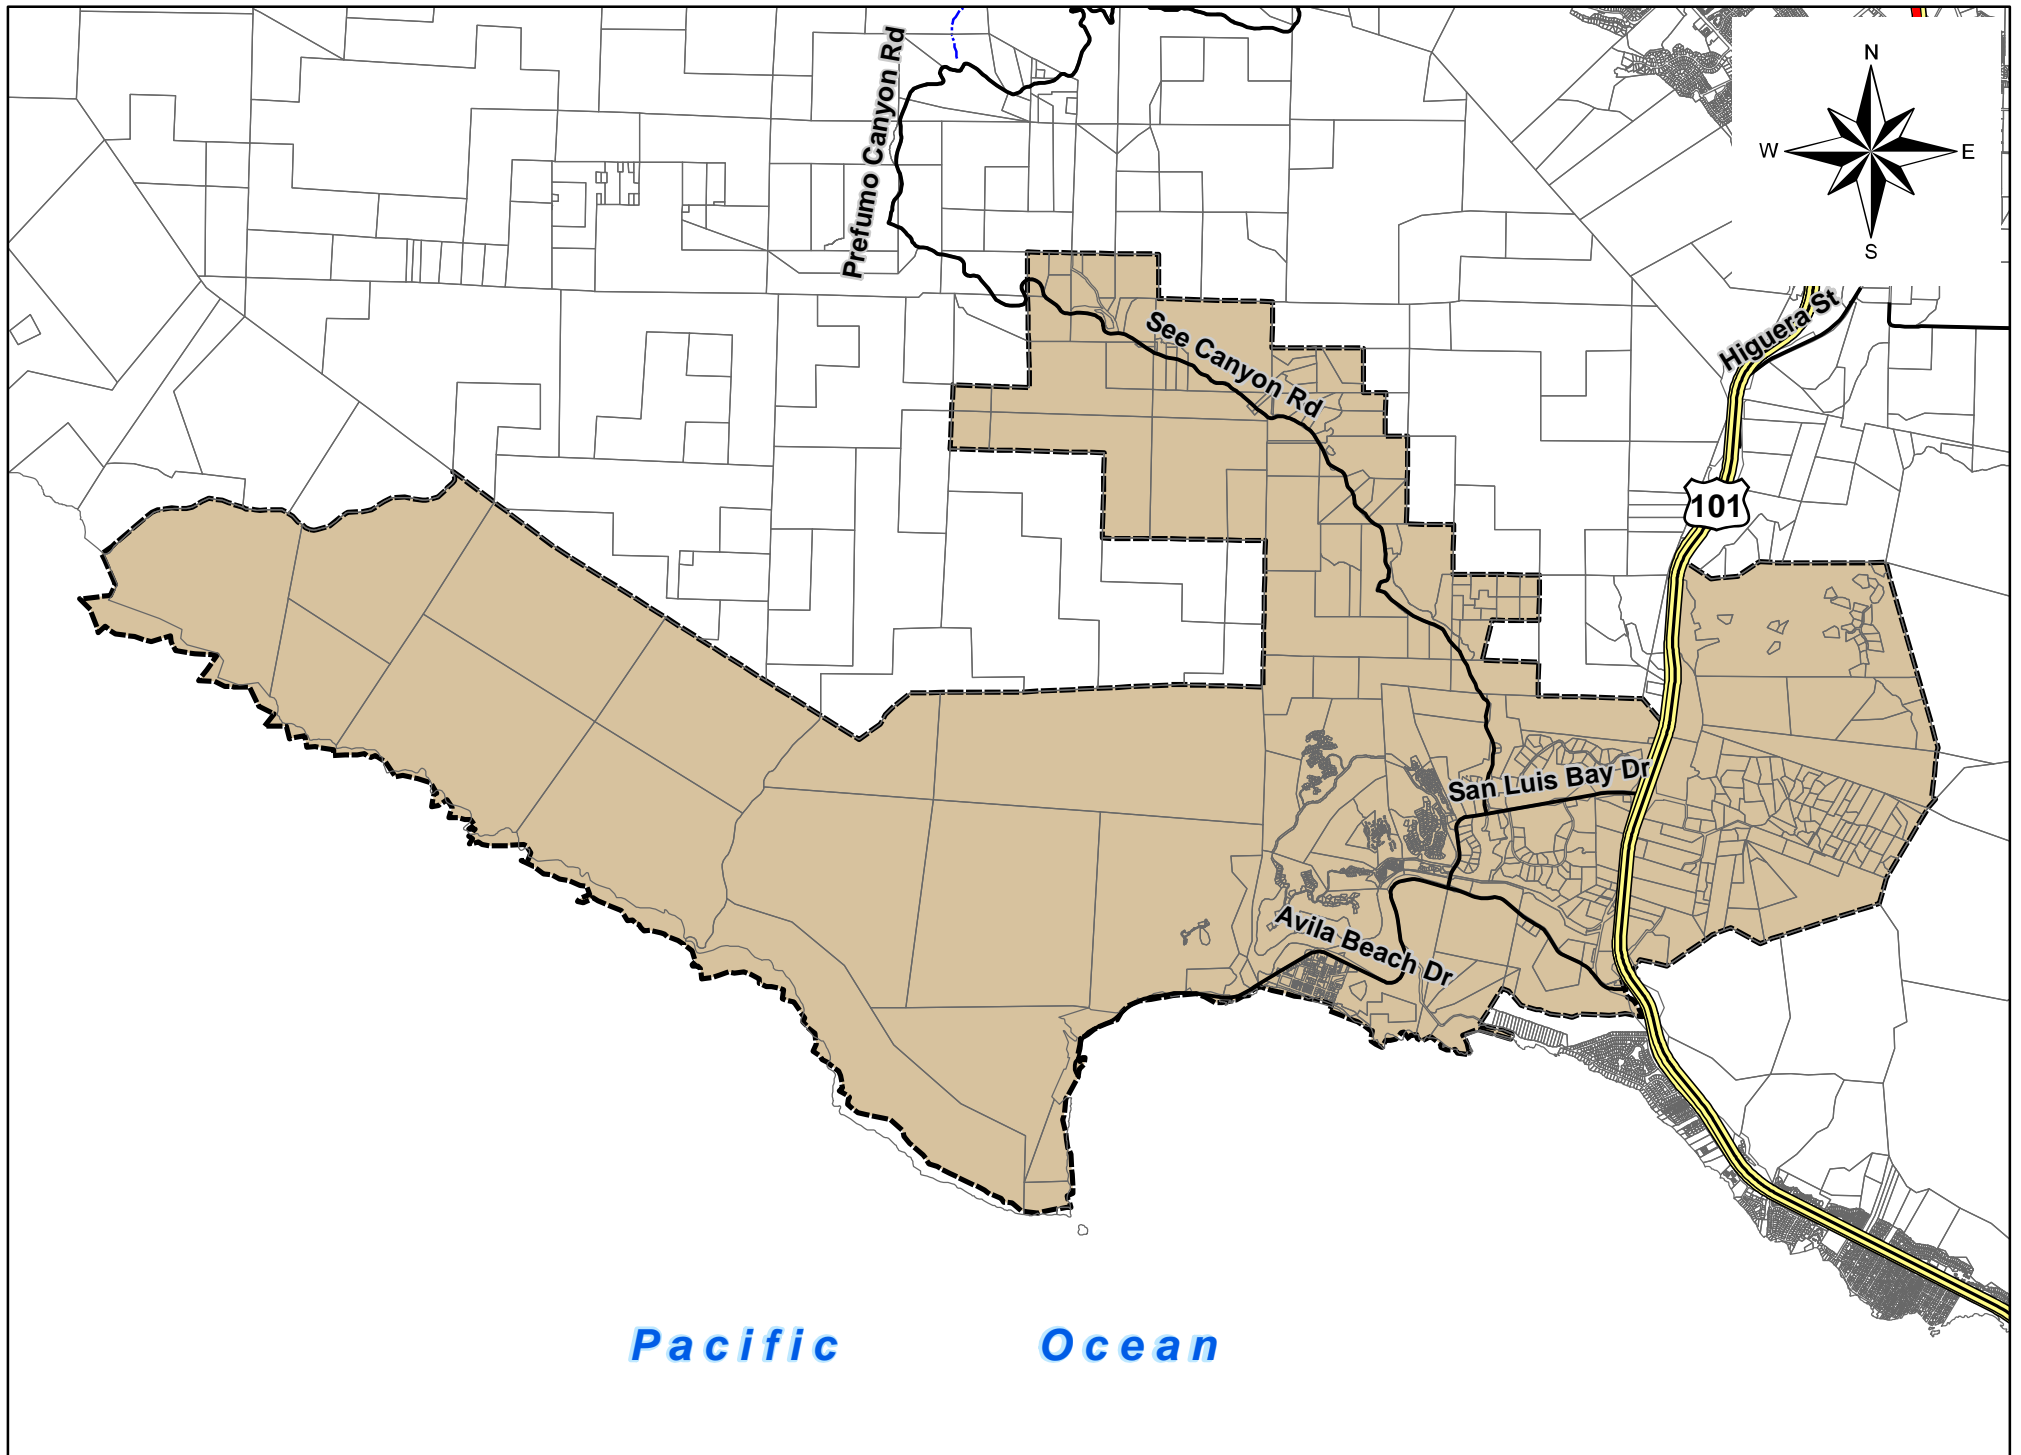 N
W
E
S
Prefumo Canyon Rd
See Canyon Rd
Higuera St
101
San Luis Bay Dr
Avila Beach Dr
Pacific Ocean